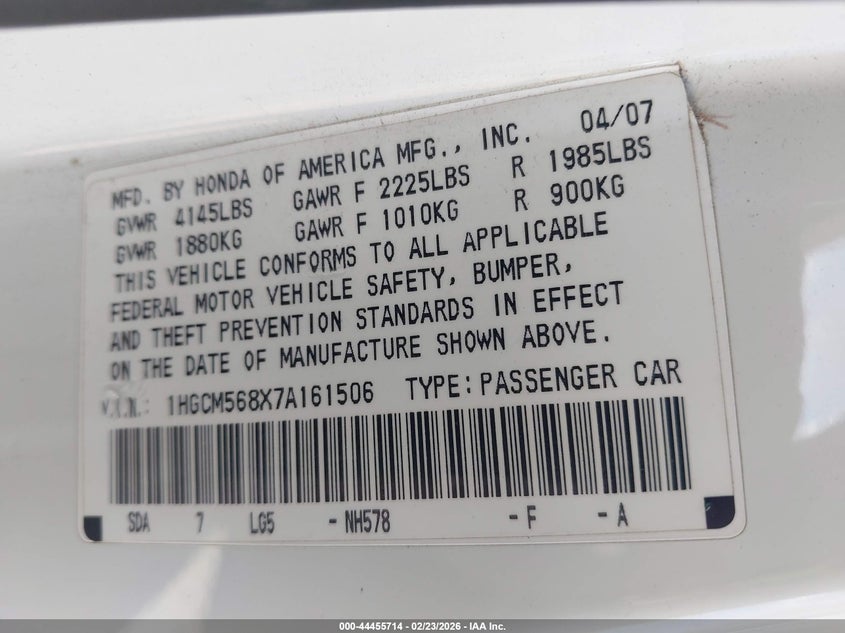 MFD. BY HONDA OF AMERICA MFG., INC. 04/07
GVWR 4145LBS GAWR F 2225LBS R 1985LBS
GVWR 1880KG GAWR F 1010KG R 900KG
THIS VEHICLE CONFORMS TO ALL APPLICABLE
FEDERAL MOTOR VEHICLE SAFETY, BUMPER,
AND THEFT PREVENTION STANDARDS IN EFFECT
ON THE DATE OF MANUFACTURE SHOWN ABOVE.
V.I.N.: 1HGCM568X7A161506 TYPE:PASSENGER CAR
SDA 7 LG5 -NH578 -F -A
000-44455714 - 02/23/2026 - IAA Inc.